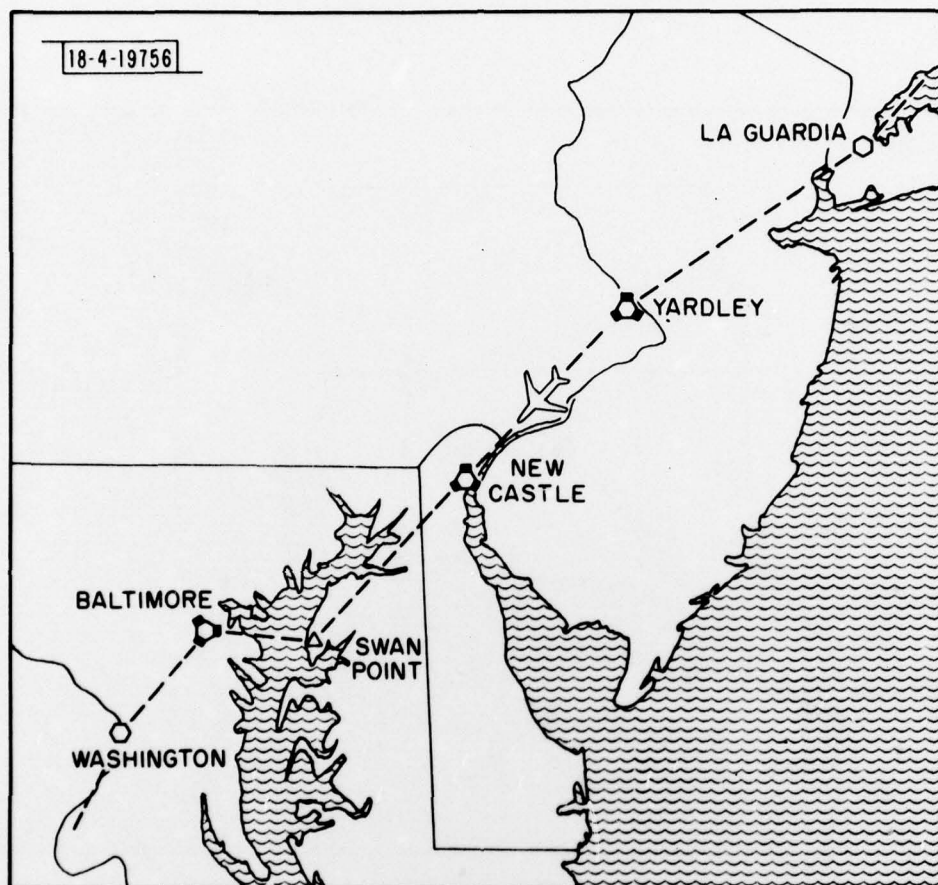 18-4-19756
LA GUARDIA
YARDLEY
NEW
CASTLE
BALTIMORE
SWAN
POINT
WASHINGTON